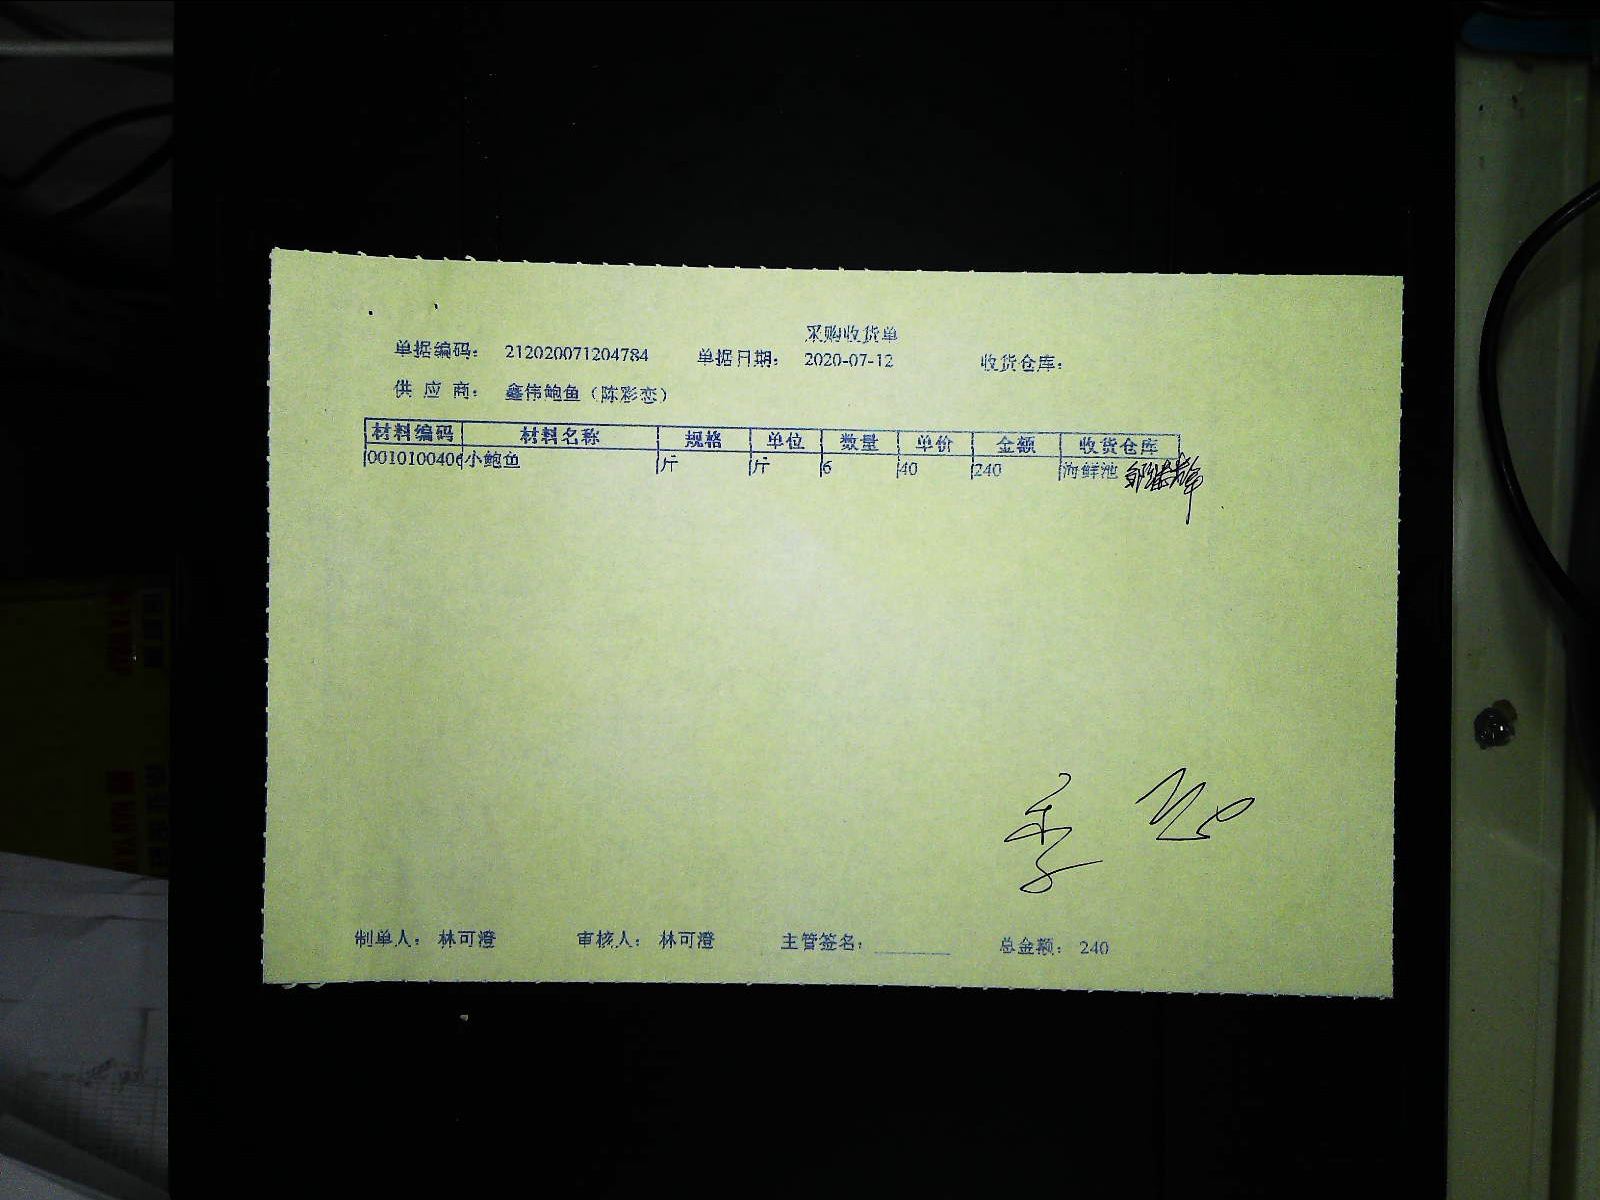 采购收货单
单据编码： 212020071204784 单据日期： 2020-07-12 收货仓库：
供 应 商： 鑫伟鲍鱼（陈彩恋）
材料编码 材料名称 规格 单位 数量 单价 金额 收货仓库
0010100406 小鲍鱼 斤 斤 6 40 240 海鲜池
制单人： 林可澄 审核人： 林可澄 主管签名： 总金额： 240